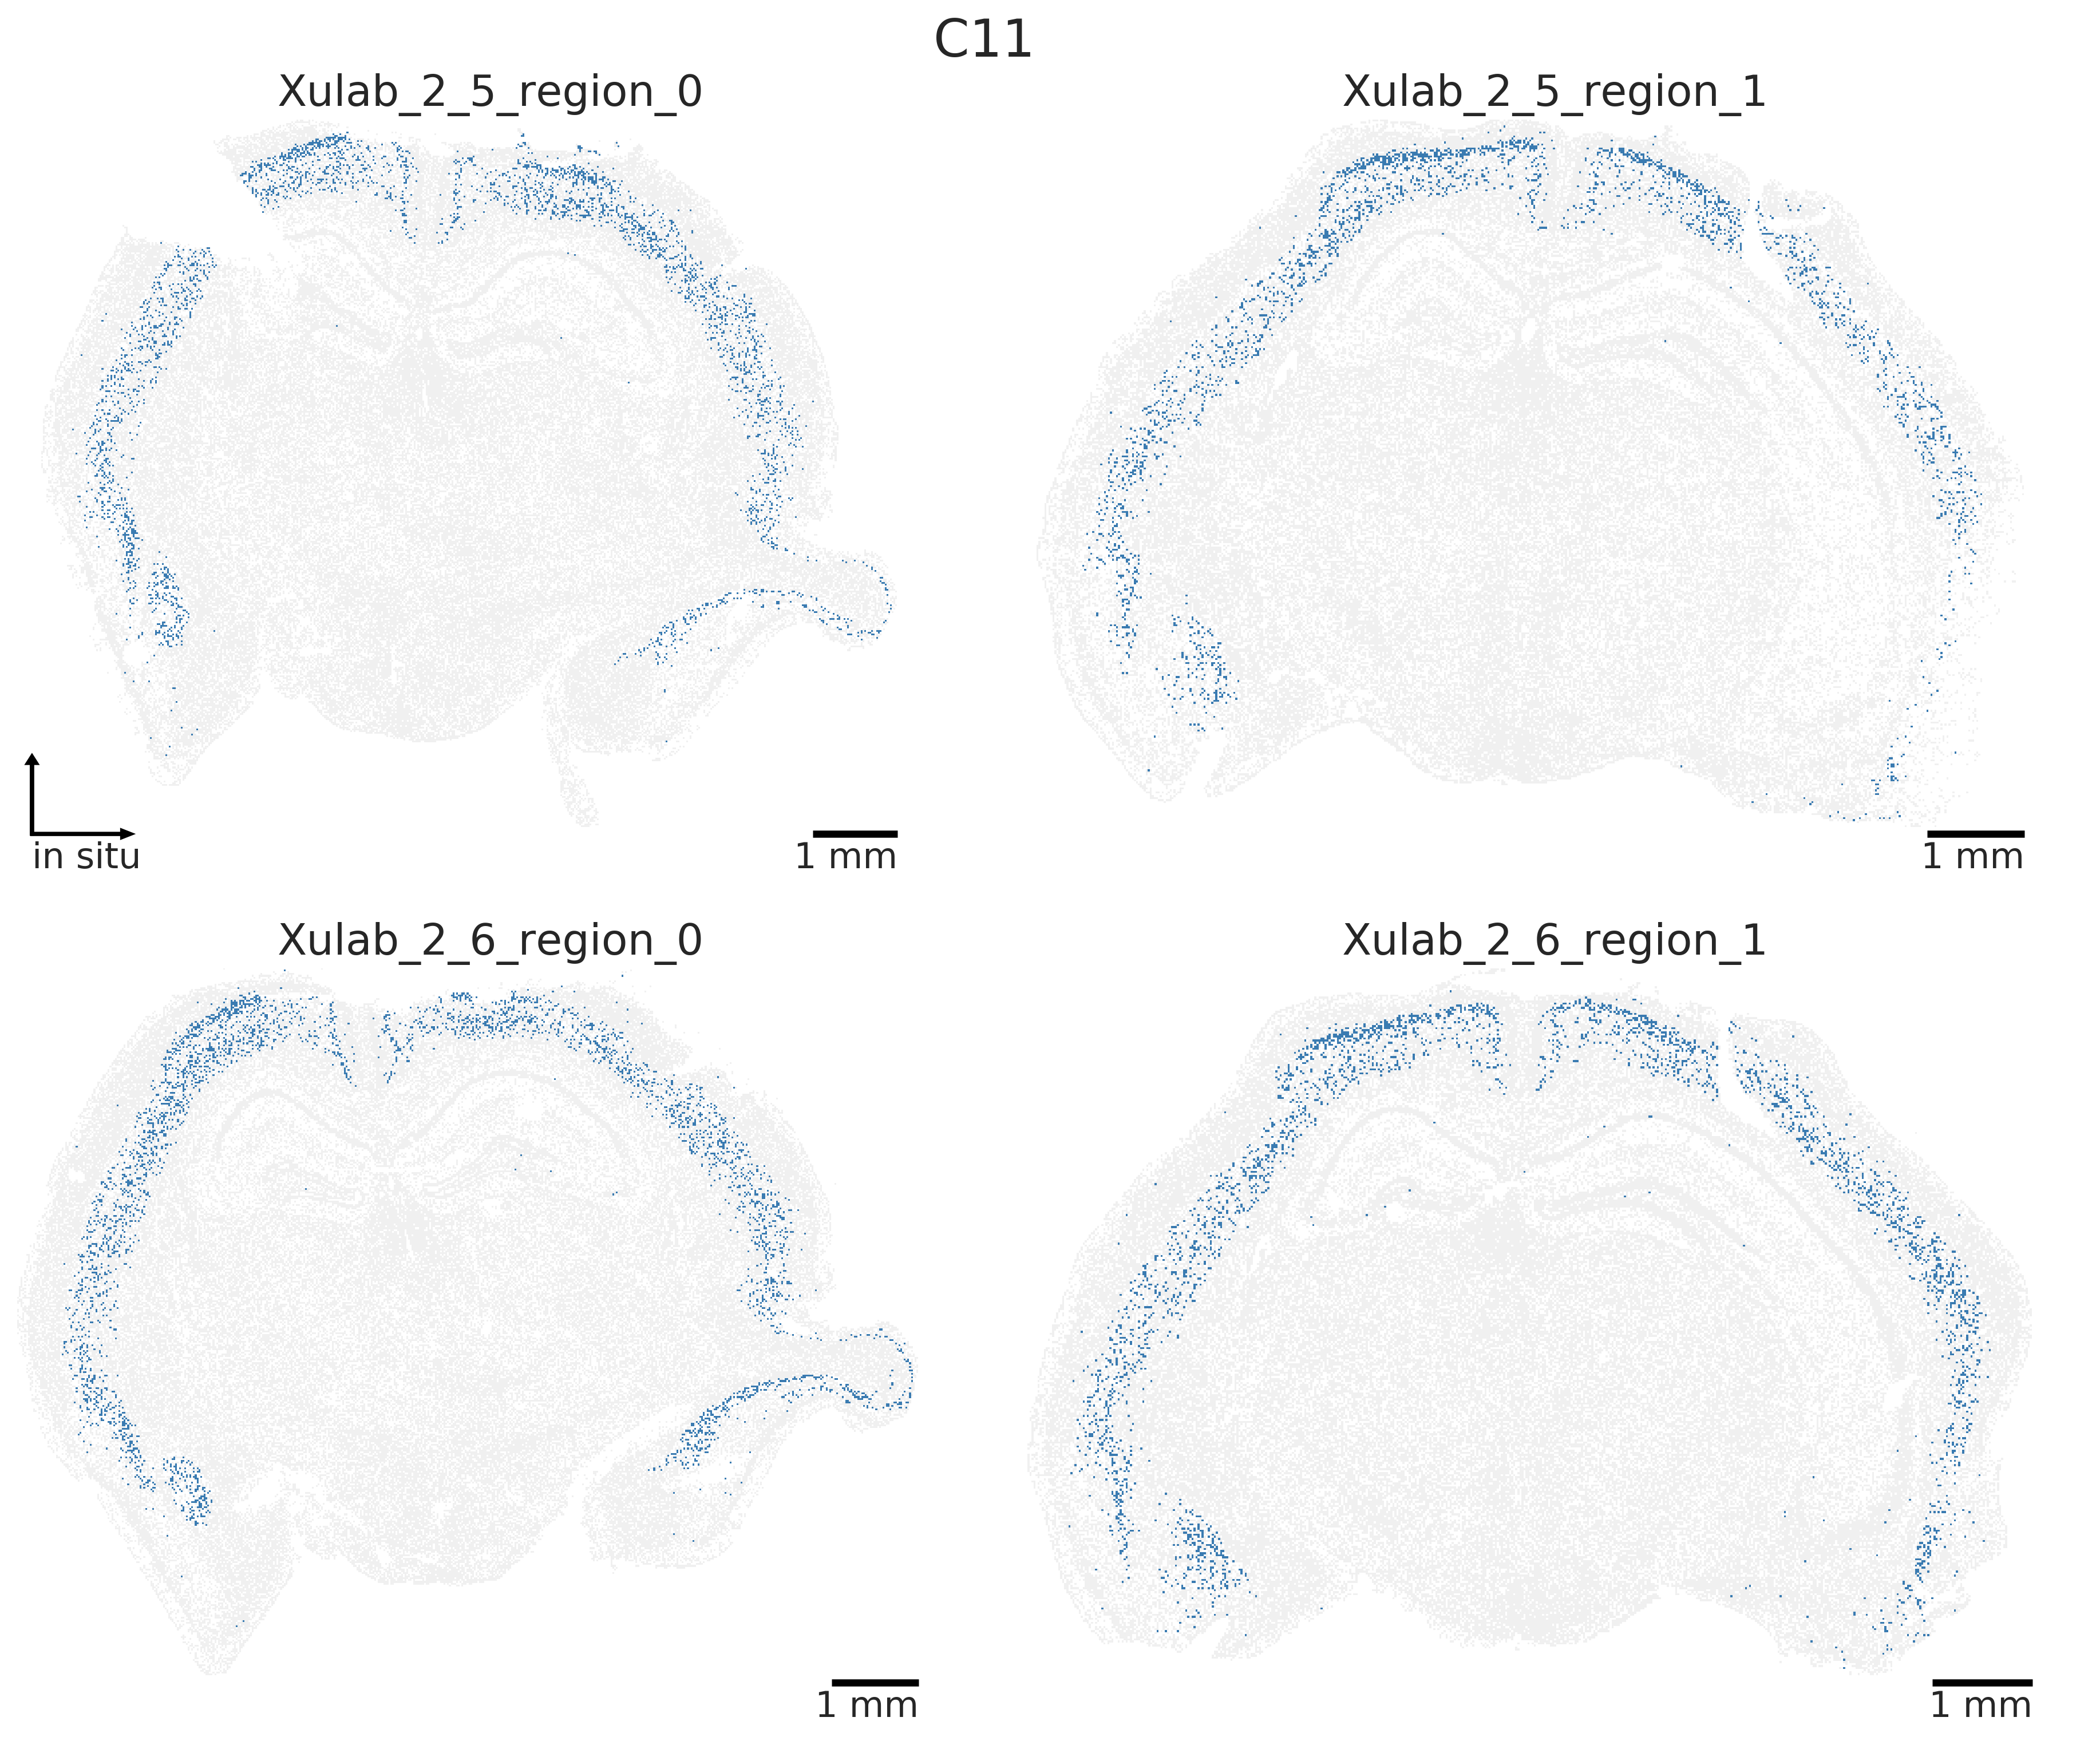 C11
Xulab_2_5_region_0
Xulab_2_5_region_1
in situ
1 mm
1 mm
Xulab_2_6_region_0
Xulab_2_6_region_1
1 mm
1 mm